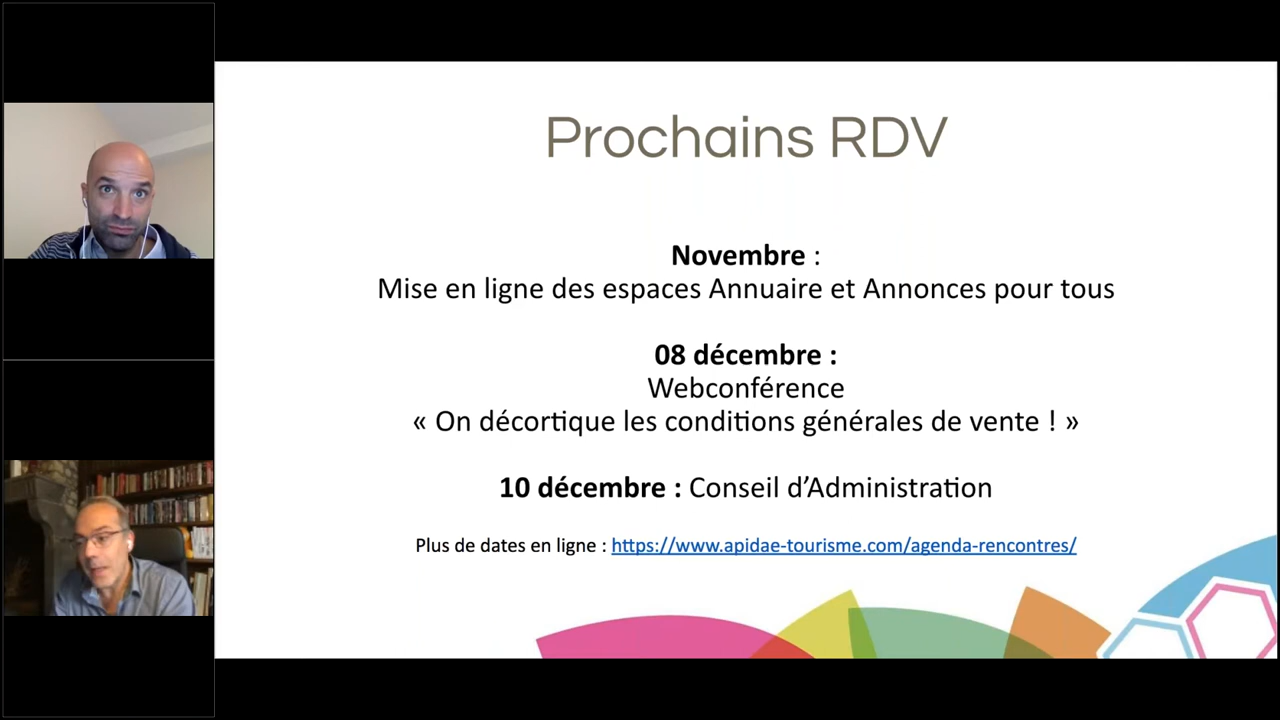 Prochains RDV
Novembre :
Mise en ligne des espaces Annuaire et Annonces pour tous
08 décembre :
Webconférence
« On décortique les conditions générales de vente ! »
10 décembre : Conseil d’Administration
Plus de dates en ligne : https://www.apidae-tourisme.com/agenda-rencontres/